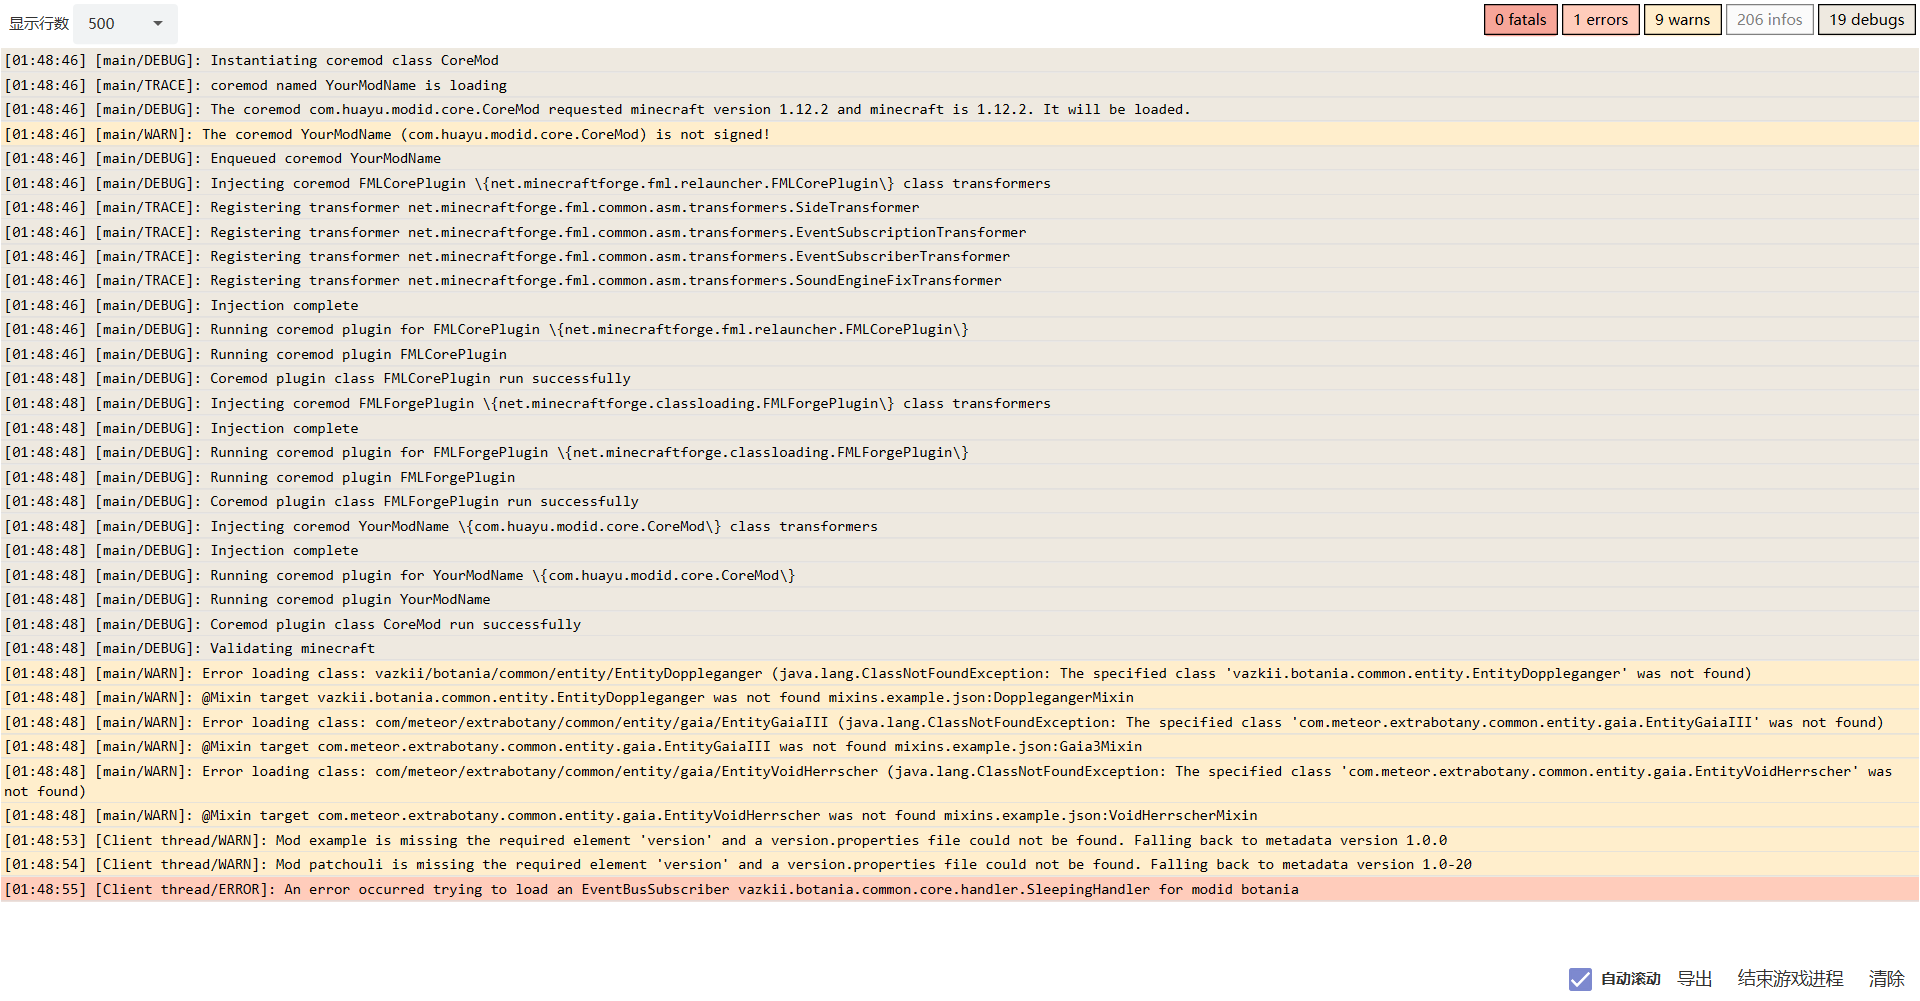 显示行数 500 0 fatals 1 errors 9 warns 206 infos 19 debugs
[01:48:46] [main/DEBUG]: Instantiating coremod class CoreMod
[01:48:46] [main/TRACE]: coremod named YourModName is loading
[01:48:46] [main/DEBUG]: The coremod com.huayu.modid.core.CoreMod requested minecraft version 1.12.2 and minecraft is 1.12.2. It will be loaded.
[01:48:46] [main/WARN]: The coremod YourModName (com.huayu.modid.core.CoreMod) is not signed!
[01:48:46] [main/DEBUG]: Enqueued coremod YourModName
[01:48:46] [main/DEBUG]: Injecting coremod FMLCorePlugin \{net.minecraftforge.fml.relauncher.FMLCorePlugin\} class transformers
[01:48:46] [main/TRACE]: Registering transformer net.minecraftforge.fml.common.asm.transformers.SideTransformer
[01:48:46] [main/TRACE]: Registering transformer net.minecraftforge.fml.common.asm.transformers.EventSubscriptionTransformer
[01:48:46] [main/TRACE]: Registering transformer net.minecraftforge.fml.common.asm.transformers.EventSubscriberTransformer
[01:48:46] [main/TRACE]: Registering transformer net.minecraftforge.fml.common.asm.transformers.SoundEngineFixTransformer
[01:48:46] [main/DEBUG]: Injection complete
[01:48:46] [main/DEBUG]: Running coremod plugin for FMLCorePlugin \{net.minecraftforge.fml.relauncher.FMLCorePlugin\}
[01:48:46] [main/DEBUG]: Running coremod plugin FMLCorePlugin
[01:48:48] [main/DEBUG]: Coremod plugin class FMLCorePlugin run successfully
[01:48:48] [main/DEBUG]: Injecting coremod FMLForgePlugin \{net.minecraftforge.classloading.FMLForgePlugin\} class transformers
[01:48:48] [main/DEBUG]: Injection complete
[01:48:48] [main/DEBUG]: Running coremod plugin for FMLForgePlugin \{net.minecraftforge.classloading.FMLForgePlugin\}
[01:48:48] [main/DEBUG]: Running coremod plugin FMLForgePlugin
[01:48:48] [main/DEBUG]: Coremod plugin class FMLForgePlugin run successfully
[01:48:48] [main/DEBUG]: Injecting coremod YourModName \{com.huayu.modid.core.CoreMod\} class transformers
[01:48:48] [main/DEBUG]: Injection complete
[01:48:48] [main/DEBUG]: Running coremod plugin for YourModName \{com.huayu.modid.core.CoreMod\}
[01:48:48] [main/DEBUG]: Running coremod plugin YourModName
[01:48:48] [main/DEBUG]: Coremod plugin class CoreMod run successfully
[01:48:48] [main/DEBUG]: Validating minecraft
[01:48:48] [main/WARN]: Error loading class: vazkii/botania/common/entity/EntityDoppleganger (java.lang.ClassNotFoundException: The specified class 'vazkii.botania.common.entity.EntityDoppleganger' was not found)
[01:48:48] [main/WARN]: @Mixin target vazkii.botania.common.entity.EntityDoppleganger was not found mixins.example.json:DopplegangerMixin
[01:48:48] [main/WARN]: Error loading class: com/meteor/extrabotany/common/entity/gaia/EntityGaiaIII (java.lang.ClassNotFoundException: The specified class 'com.meteor.extrabotany.common.entity.gaia.EntityGaiaIII' was not found)
[01:48:48] [main/WARN]: @Mixin target com.meteor.extrabotany.common.entity.gaia.EntityGaiaIII was not found mixins.example.json:Gaia3Mixin
[01:48:48] [main/WARN]: Error loading class: com/meteor/extrabotany/common/entity/gaia/EntityVoidHerrscher (java.lang.ClassNotFoundException: The specified class 'com.meteor.extrabotany.common.entity.gaia.EntityVoidHerrscher' was
not found)
[01:48:48] [main/WARN]: @Mixin target com.meteor.extrabotany.common.entity.gaia.EntityVoidHerrscher was not found mixins.example.json:VoidHerrscherMixin
[01:48:53] [Client thread/WARN]: Mod example is missing the required element 'version' and a version.properties file could not be found. Falling back to metadata version 1.0.0
[01:48:54] [Client thread/WARN]: Mod patchouli is missing the required element 'version' and a version.properties file could not be found. Falling back to metadata version 1.0-20
[01:48:55] [Client thread/ERROR]: An error occurred trying to load an EventBusSubscriber vazkii.botania.common.core.handler.SleepingHandler for modid botania
自动滚动 导出 结束游戏进程 清除